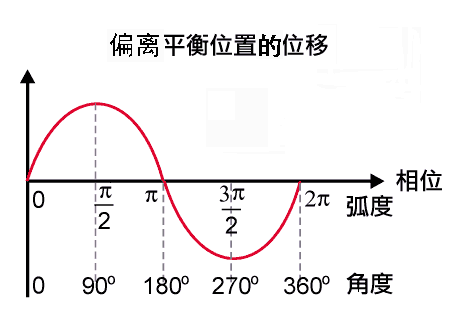 偏离平衡位置的位移
相位
0 π/2 π 3π/2 2π 弧度
0 90º 180º 270º 360º 角度